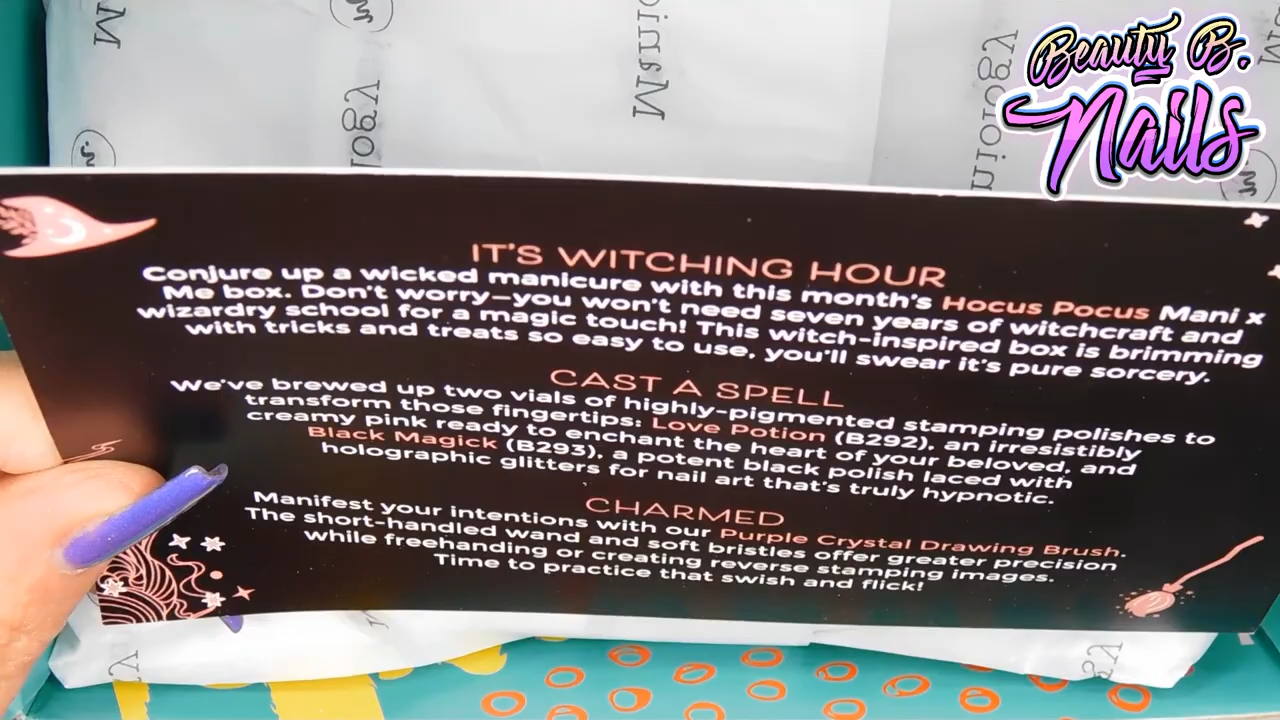 Beauty B.
Nails
IT'S WITCHING HOUR
Conjure up a wicked manicure with this month's Hocus Pocus Mani x
Me box. Don't worry—you won't need seven years of witchcraft and
wizardry school for a magic touch! This witch-inspired box is brimming
with tricks and treats so easy to use, you'll swear it's pure sorcery.
CAST A SPELL
We've brewed up two vials of highly-pigmented stamping polishes to
transform those fingertips: Love Potion (B292), an irresistibly
creamy pink ready to enchant the heart of your beloved, and
Black Magick (B293), a potent black polish laced with
holographic glitters for nail art that's truly hypnotic.
CHARMED
Manifest your intentions with our Purple Crystal Drawing Brush.
The short-handled wand and soft bristles offer greater precision
while freehanding or creating reverse stamping images.
Time to practice that swish and flick!